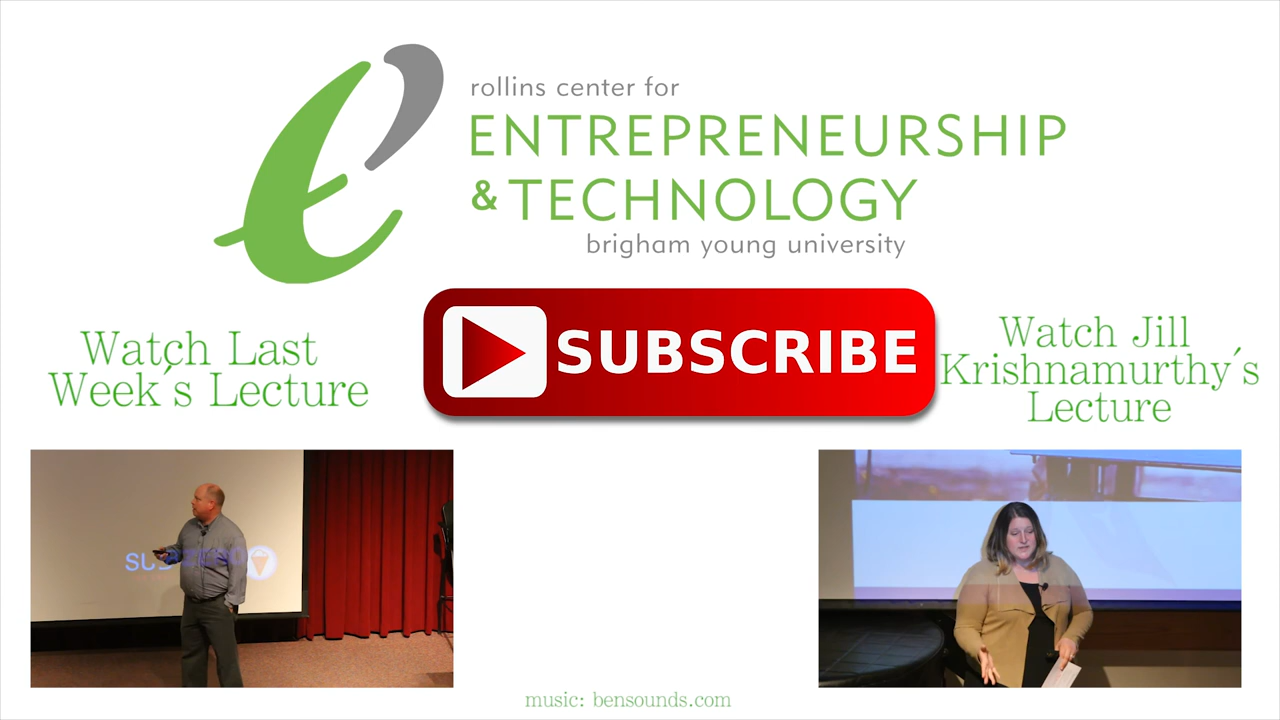 rollins center for
ENTREPRENEURSHIP
& TECHNOLOGY
brigham young university
SUBSCRIBE
Watch Last
Week's Lecture
Watch Jill
Krishnamurthy's
Lecture
music: bensounds.com